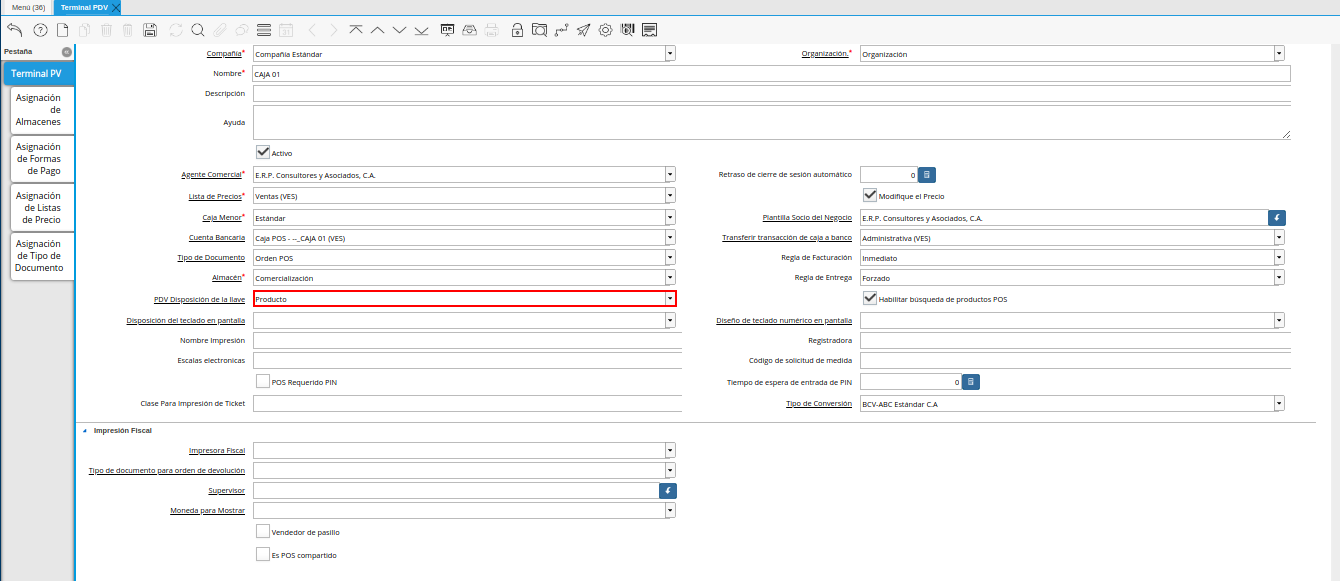 Menú (36) Terminal PDV
Pestaña
Terminal PV
Asignación
de
Almacenes
Asignación
de Formas
de Pago
Asignación
de Listas
de Precio
Asignación
de Tipo de
Documento
Compañía* Compañía Estándar Organización.* Organización
Nombre* CAJA 01
Descripción
Ayuda
Activo
Agente Comercial* E.R.P. Consultores y Asociados, C.A. Retraso de cierre de sesión automático 0
Lista de Precios* Ventas (VES) Modifique el Precio
Caja Menor* Estándar Plantilla Socio del Negocio E.R.P. Consultores y Asociados, C.A.
Cuenta Bancaria Caja POS - --_CAJA 01 (VES) Transferir transacción de caja a banco Administrativa (VES)
Tipo de Documento Orden POS Regla de Facturación Inmediato
Almacén* Comercialización Regla de Entrega Forzado
PDV Disposición de la llave Producto Habilitar búsqueda de productos POS
Disposición del teclado en pantalla Diseño de teclado numérico en pantalla
Nombre Impresión Registradora
Escalas electronicas Código de solicitud de medida
POS Requerido PIN Tiempo de espera de entrada de PIN 0
Clase Para Impresión de Ticket Tipo de Conversión BCV-ABC Estándar C.A
Impresión Fiscal
Impresora Fiscal
Tipo de documento para orden de devolución
Supervisor
Moneda para Mostrar
Vendedor de pasillo
Es POS compartido